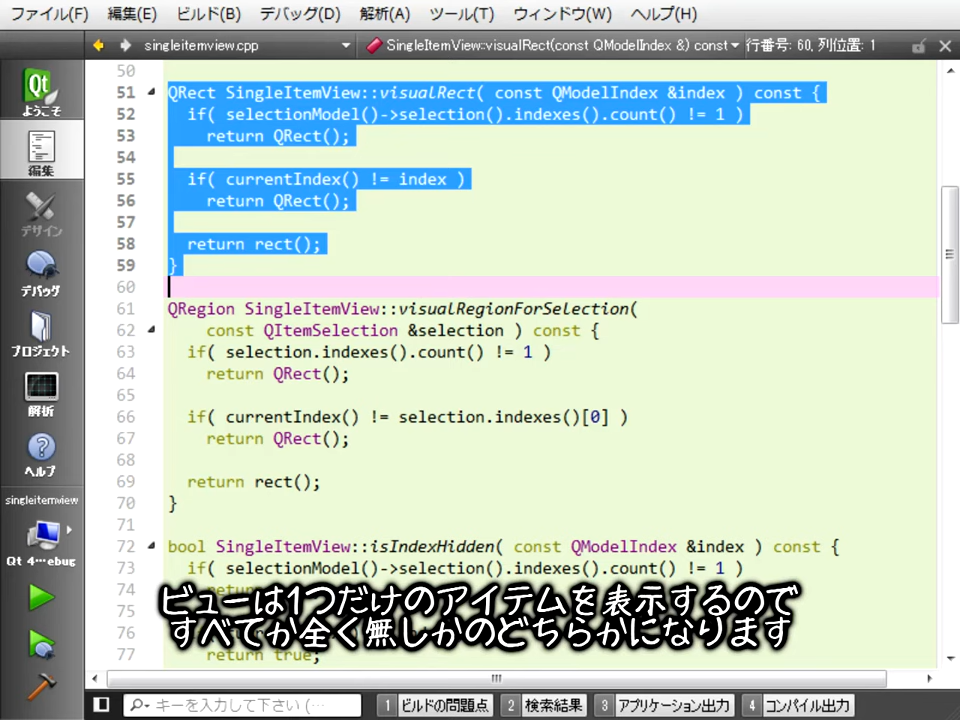 ファイル(F) 編集(E) ビルド(B) デバッグ(D) 解析(A) ツール(T) ウィンドウ(W) ヘルプ(H)
singleitemview.cpp SingleItemView::visualRect(const QModelIndex &) const 行番号: 60, 列位置: 1
Qt
ようこそ
編集
デザイン
デバッグ
プロジェクト
解析
ヘルプ
singleitemview
Qt 4…ebug
50
51 QRect SingleItemView::visualRect( const QModelIndex &index ) const {
52 if( selectionModel()->selection().indexes().count() != 1 )
53 return QRect();
54
55 if( currentIndex() != index )
56 return QRect();
57
58 return rect();
59 }
60
61 QRegion SingleItemView::visualRegionForSelection(
62 const QItemSelection &selection ) const {
63 if( selection.indexes().count() != 1 )
64 return QRect();
65
66 if( currentIndex() != selection.indexes()[0] )
67 return QRect();
68
69 return rect();
70 }
71
72 bool SingleItemView::isIndexHidden( const QModelIndex &index ) const {
73 if( selectionModel()->selection().indexes().count() != 1 )
74
75
76
77 return true;
ビューは1つだけのアイテムを表示するので
すべてか全く無しかのどちらかになります
キーを入力して下さい (…
1 ビルドの問題点 2 検索結果 3 アプリケーション出力 4 コンパイル出力